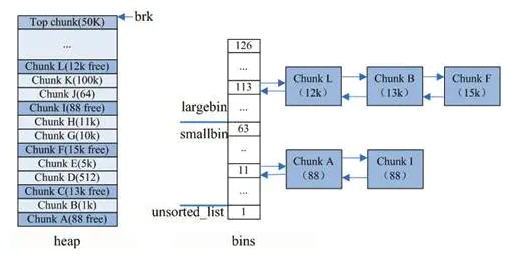 Top chunk(50K)
brk
...
Chunk L(12k free)
Chunk K(100k)
Chunk J(64)
Chunk I(88 free)
Chunk H(11k)
Chunk G(10k)
Chunk F(15k free)
Chunk E(5k)
Chunk D(512)
Chunk C(13k free)
Chunk B(1k)
Chunk A(88 free)
heap
126
...
113
...
largebin
smallbin
63
..
11
...
unsorted_list
1
bins
Chunk L
（12k）
Chunk B
（13k）
Chunk F
（15k）
Chunk A
（88）
Chunk I
（88）